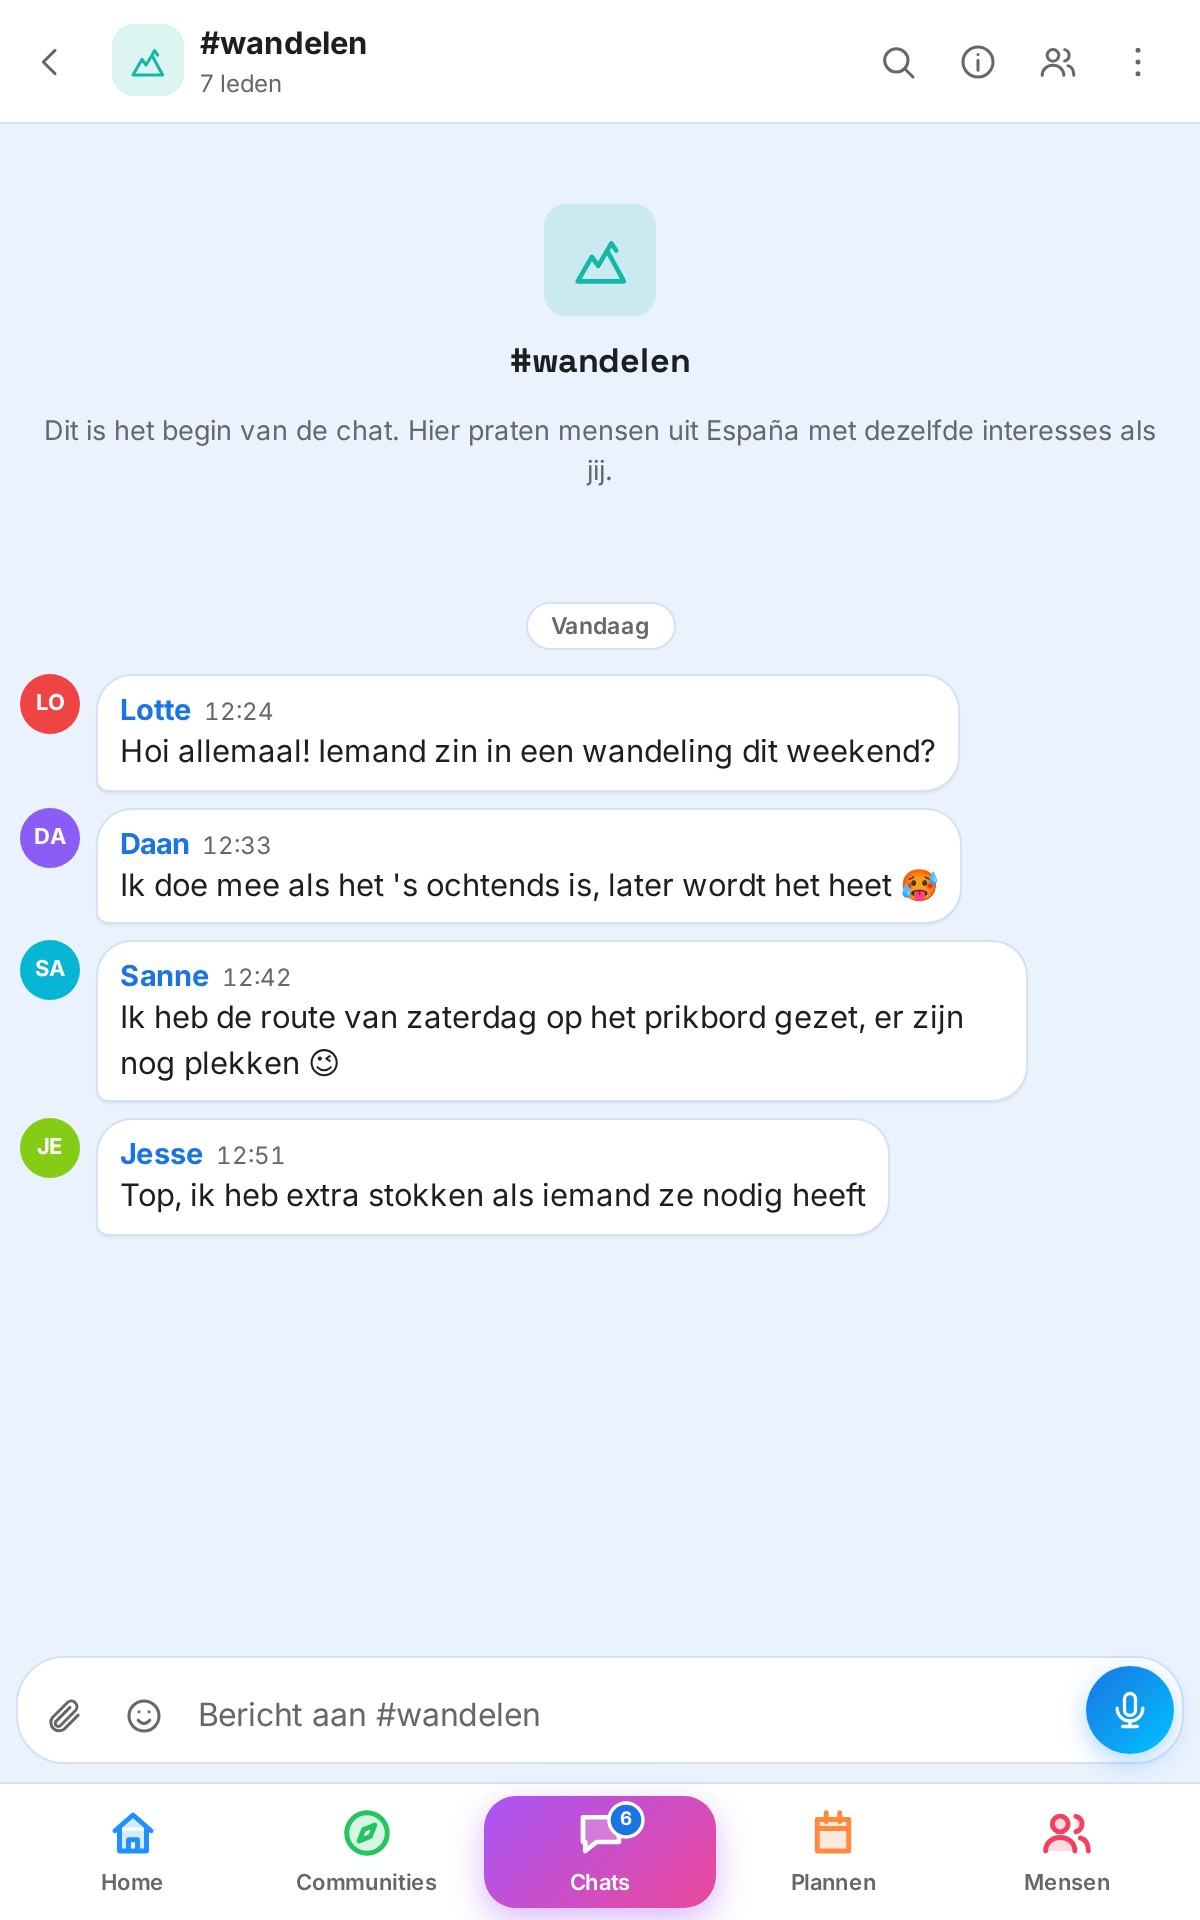 #wandelen
7 leden
#wandelen
Dit is het begin van de chat. Hier praten mensen uit España met dezelfde interesses als
jij.
Vandaag
LO
Lotte 12:24
Hoi allemaal! Iemand zin in een wandeling dit weekend?
DA
Daan 12:33
Ik doe mee als het 's ochtends is, later wordt het heet 🥵
SA
Sanne 12:42
Ik heb de route van zaterdag op het prikbord gezet, er zijn
nog plekken 😉
JE
Jesse 12:51
Top, ik heb extra stokken als iemand ze nodig heeft
Bericht aan #wandelen
6
Home
Communities
Chats
Plannen
Mensen